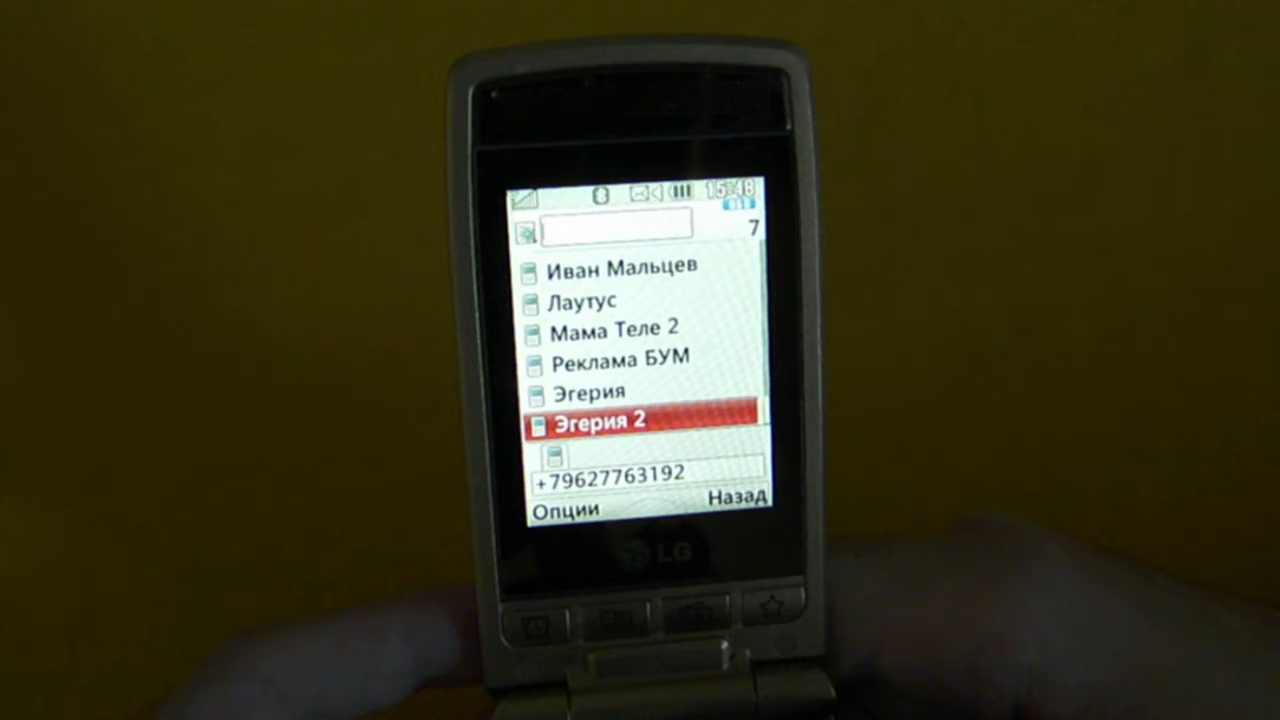 15:48
7
Иван Мальцев
Лаутус
Мама Теле 2
Реклама БУМ
Эгерия
Эгерия 2
+79627763192
Опции Назад
LG